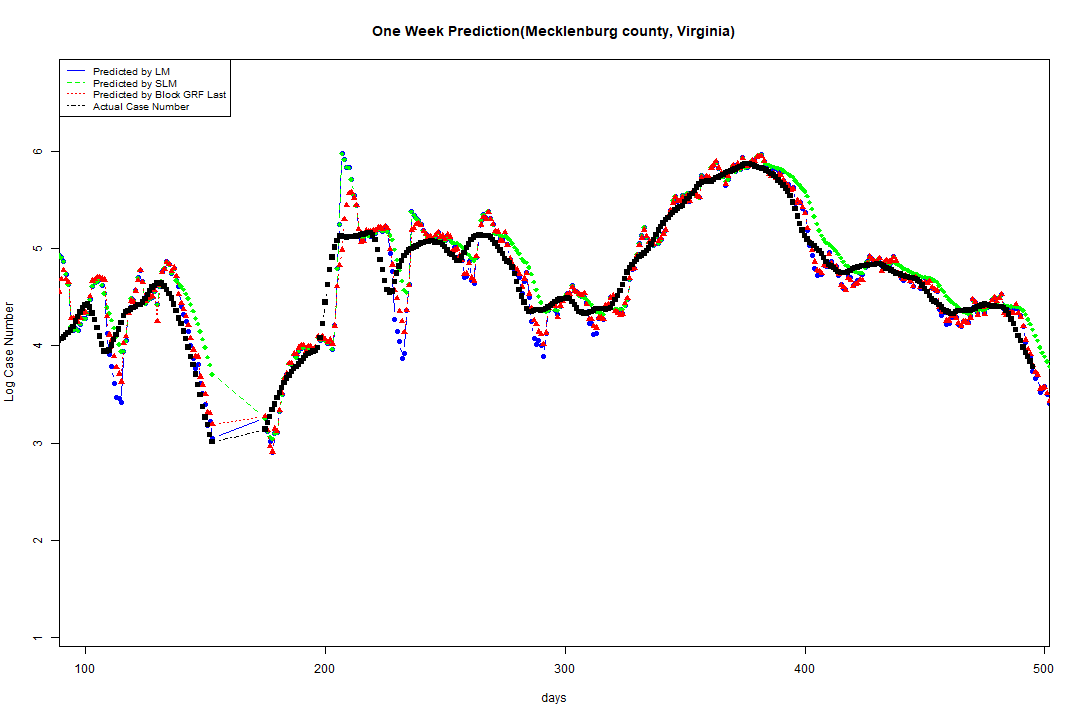 One Week Prediction(Mecklenburg county, Virginia)
Predicted by LM
Predicted by SLM
Predicted by Block GRF Last
Actual Case Number
Log Case Number
6
5
4
3
2
1
100 200 300 400 500
days